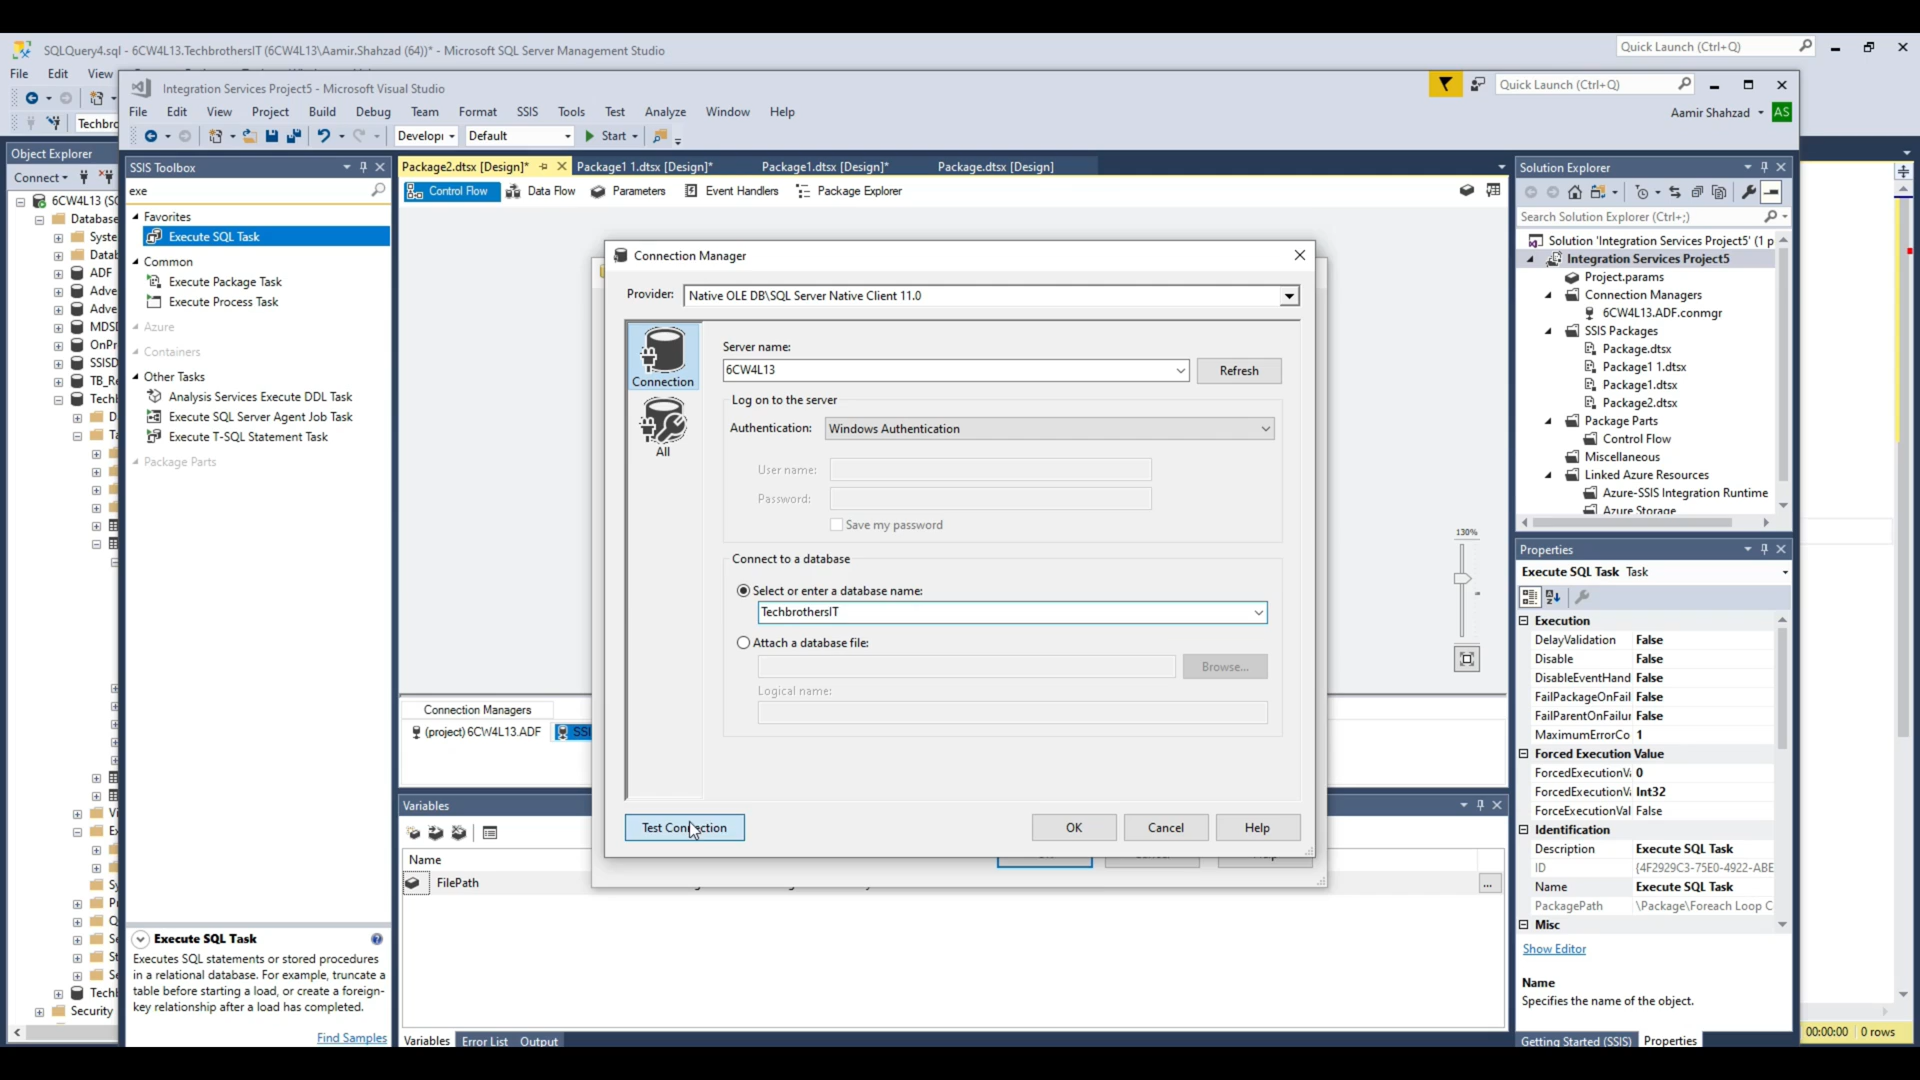 SQLQuery4.sql - 6CW4L13.TechbrothersIT (6CW4L13\Aamir.Shahzad (64))* - Microsoft SQL Server Management Studio
Quick Launch (Ctrl+Q)
File Edit View
Integration Services Project5 - Microsoft Visual Studio
Quick Launch (Ctrl+Q)
File Edit View Project Build Debug Team Format SSIS Tools Test Analyze Window Help
Aamir Shahzad AS
Techbro
Develop Default Start
Object Explorer
Connect
SSIS Toolbox
exe
Favorites
Execute SQL Task
Common
Execute Package Task
Execute Process Task
Azure
Containers
Other Tasks
Analysis Services Execute DDL Task
Execute SQL Server Agent Job Task
Execute T-SQL Statement Task
Package Parts
6CW4L13 (SQ
Database
Syste
Datab
ADF
Adve
Adve
MDSD
OnPr
SSISD
TB_Re
Techl
Techl
Security
Execute SQL Task
Executes SQL statements or stored procedures
in a relational database. For example, truncate a
table before starting a load, or create a foreign-
key relationship after a load has completed.
Find Samples
Package2.dtsx [Design]* Package1 1.dtsx [Design]* Package1.dtsx [Design]* Package.dtsx [Design]
Control Flow Data Flow Parameters Event Handlers Package Explorer
Connection Manager
Provider: Native OLE DB\SQL Server Native Client 11.0
Connection
All
Server name:
6CW4L13 Refresh
Log on to the server
Authentication: Windows Authentication
User name:
Password:
Save my password
Connect to a database
Select or enter a database name:
TechbrothersIT
Attach a database file:
Browse...
Logical name:
Test Connection OK Cancel Help
130%
Connection Managers
(project) 6CW4L13.ADF SSI
Variables
Name
FilePath
...
Variables Error List Output
Solution Explorer
Search Solution Explorer (Ctrl+;)
Solution 'Integration Services Project5' (1 p
Integration Services Project5
Project.params
Connection Managers
6CW4L13.ADF.conmgr
SSIS Packages
Package.dtsx
Package1 1.dtsx
Package1.dtsx
Package2.dtsx
Package Parts
Control Flow
Miscellaneous
Linked Azure Resources
Azure-SSIS Integration Runtime
Azure Storage
Properties
Execute SQL Task Task
Execution
DelayValidation False
Disable False
DisableEventHand False
FailPackageOnFail False
FailParentOnFailur False
MaximumErrorCo 1
Forced Execution Value
ForcedExecutionV 0
ForcedExecutionV Int32
ForceExecutionVal False
Identification
Description Execute SQL Task
ID {4F2929C3-75E0-4922-ABE
Name Execute SQL Task
PackagePath \Package\Foreach Loop C
Misc
Show Editor
Name
Specifies the name of the object.
Getting Started (SSIS) Properties
00:00:00 0 rows